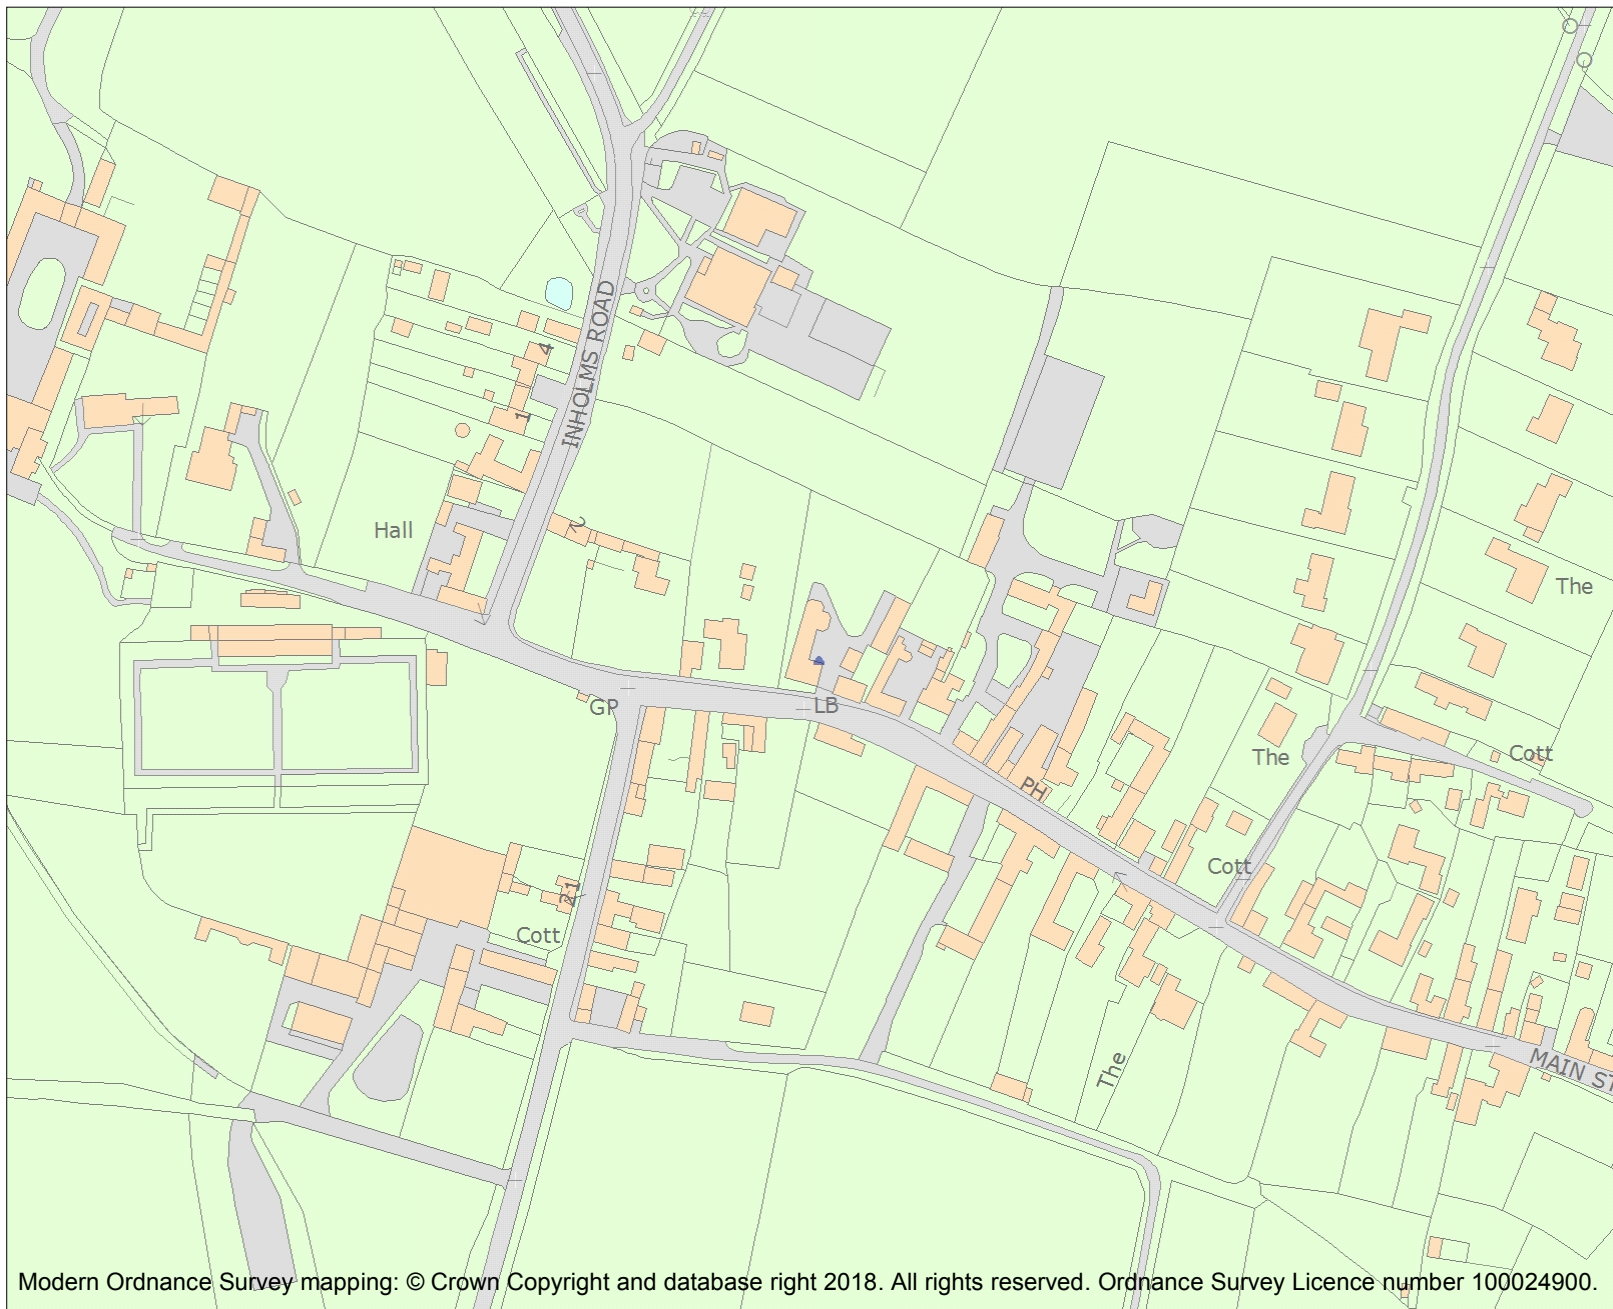 INHOLMS ROAD
4
1
2
Hall
The
GP
LB
The
Cott
PH
Cott
21
Cott
The
MAIN ST
Modern Ordnance Survey mapping: © Crown Copyright and database right 2018. All rights reserved. Ordnance Survey Licence number 100024900.